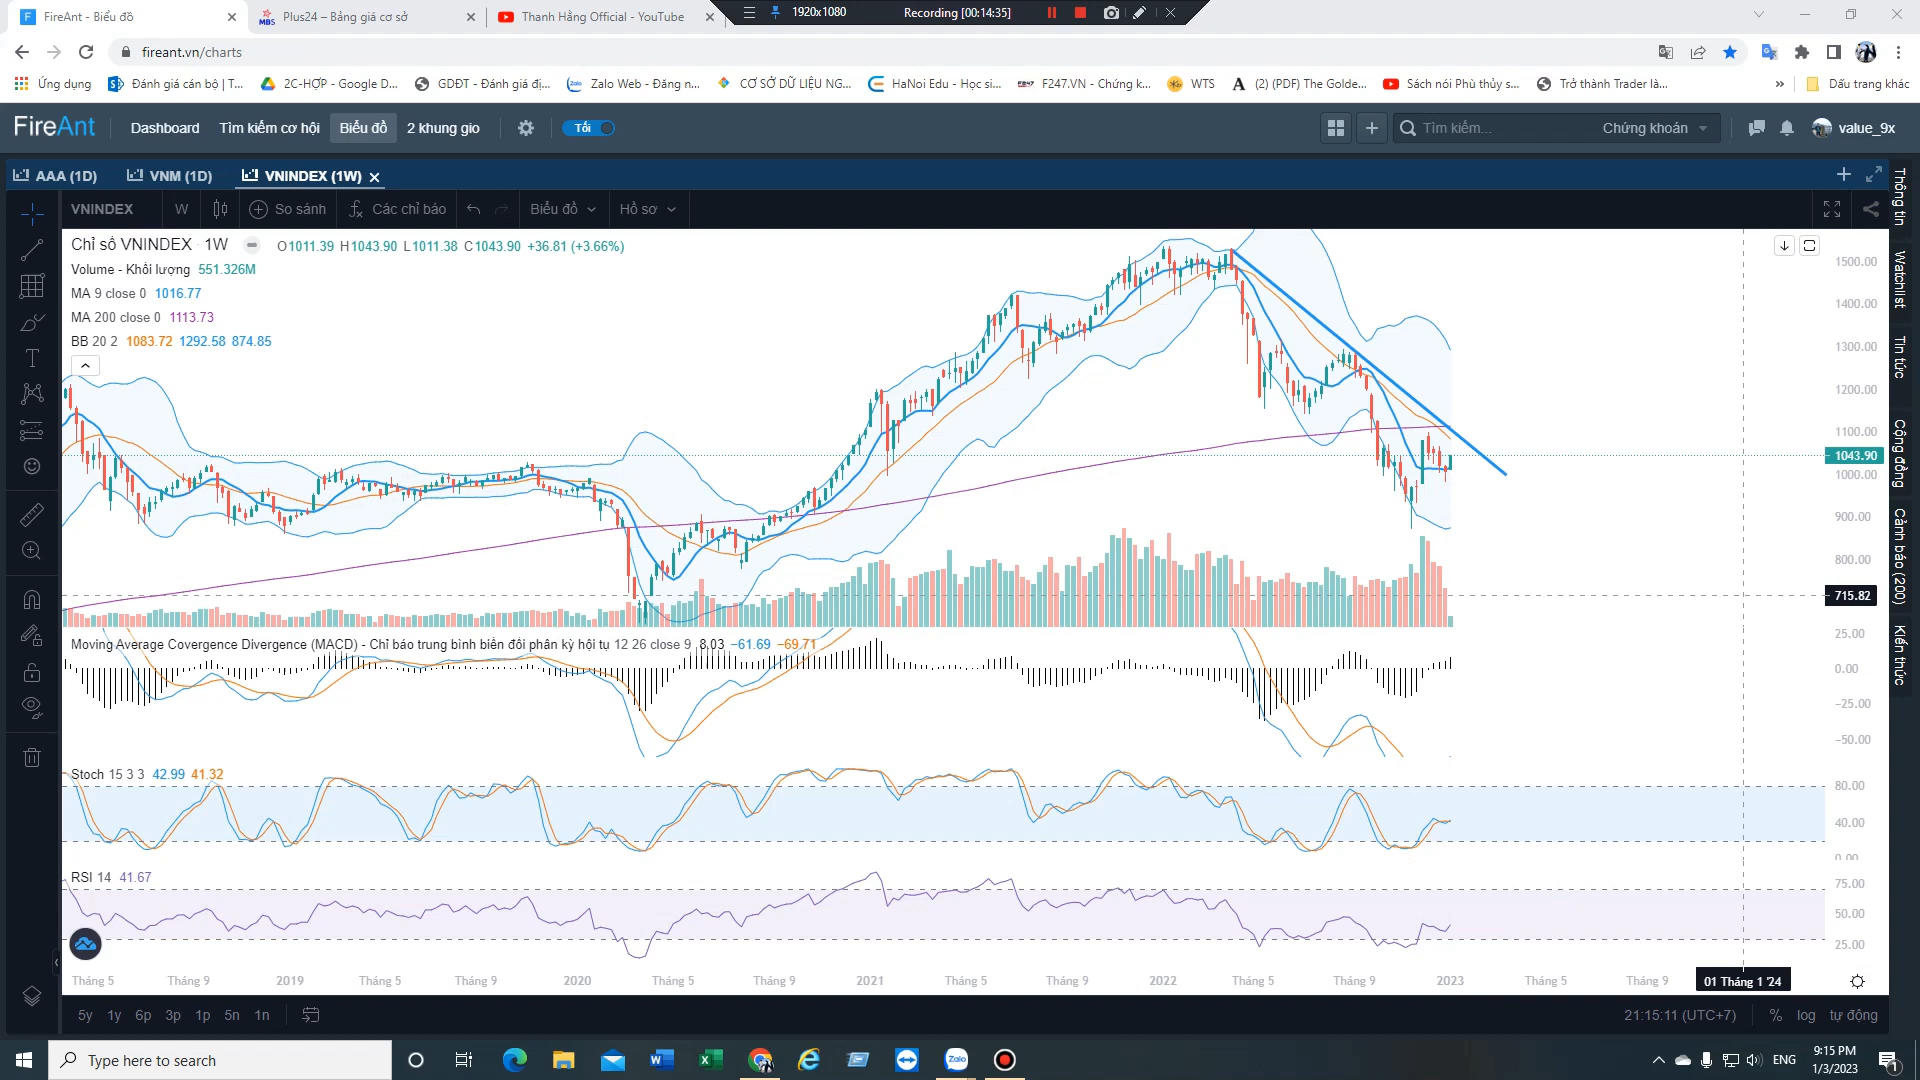 FireAnt - Biểu đồ
Plus24 – Bảng giá cơ sở
Thanh Hằng Official - YouTube
1920x1080
Recording [00:14:35]
fireant.vn/charts
Ứng dụng
Đánh giá cán bộ | T...
2C-HỢP - Google D...
GDĐT - Đánh giá đị...
Zalo Web - Đăng n...
CƠ SỞ DỮ LIỆU NG...
HaNoi Edu - Học si...
F247.VN - Chứng k...
WTS
(2) (PDF) The Golde...
Sách nói Phù thủy s...
Trở thành Trader là...
»
Dấu trang khác
FireAnt
Dashboard
Tìm kiếm cơ hội
Biểu đồ
2 khung gio
Tối
Tìm kiếm...
Chứng khoán
value_9x
AAA (1D)
VNM (1D)
VNINDEX (1W)
VNINDEX
W
So sánh
Các chỉ báo
Biểu đồ
Hồ sơ
Chỉ số VNINDEX · 1W
O1011.39 H1043.90 L1011.38 C1043.90 +36.81 (+3.66%)
Volume - Khối lượng 551.326M
MA 9 close 0 1016.77
MA 200 close 0 1113.73
BB 20 2 1083.72 1292.58 874.85
1500.00
1400.00
1300.00
1200.00
1100.00
1043.90
1000.00
900.00
800.00
715.82
Moving Average Covergence Divergence (MACD) - Chỉ báo trung bình biến đổi phân kỳ hội tụ 12 26 close 9 8.03 −61.69 −69.71
25.00
0.00
−25.00
−50.00
Stoch 15 3 3 42.99 41.32
80.00
40.00
0.00
RSI 14 41.67
75.00
50.00
25.00
Tháng 5
Tháng 9
2019
Tháng 5
Tháng 9
2020
Tháng 5
Tháng 9
2021
Tháng 5
Tháng 9
2022
Tháng 5
Tháng 9
2023
Tháng 5
Tháng 9
01 Tháng 1 '24
5y
1y
6p
3p
1p
5n
1n
21:15:11 (UTC+7)
%
log
tự động
Thông tin
Watchlist
Tin tức
Cộng đồng
Cảnh báo (200)
Kiến thức
Type here to search
Zalo
ENG
9:15 PM
1/3/2023
1